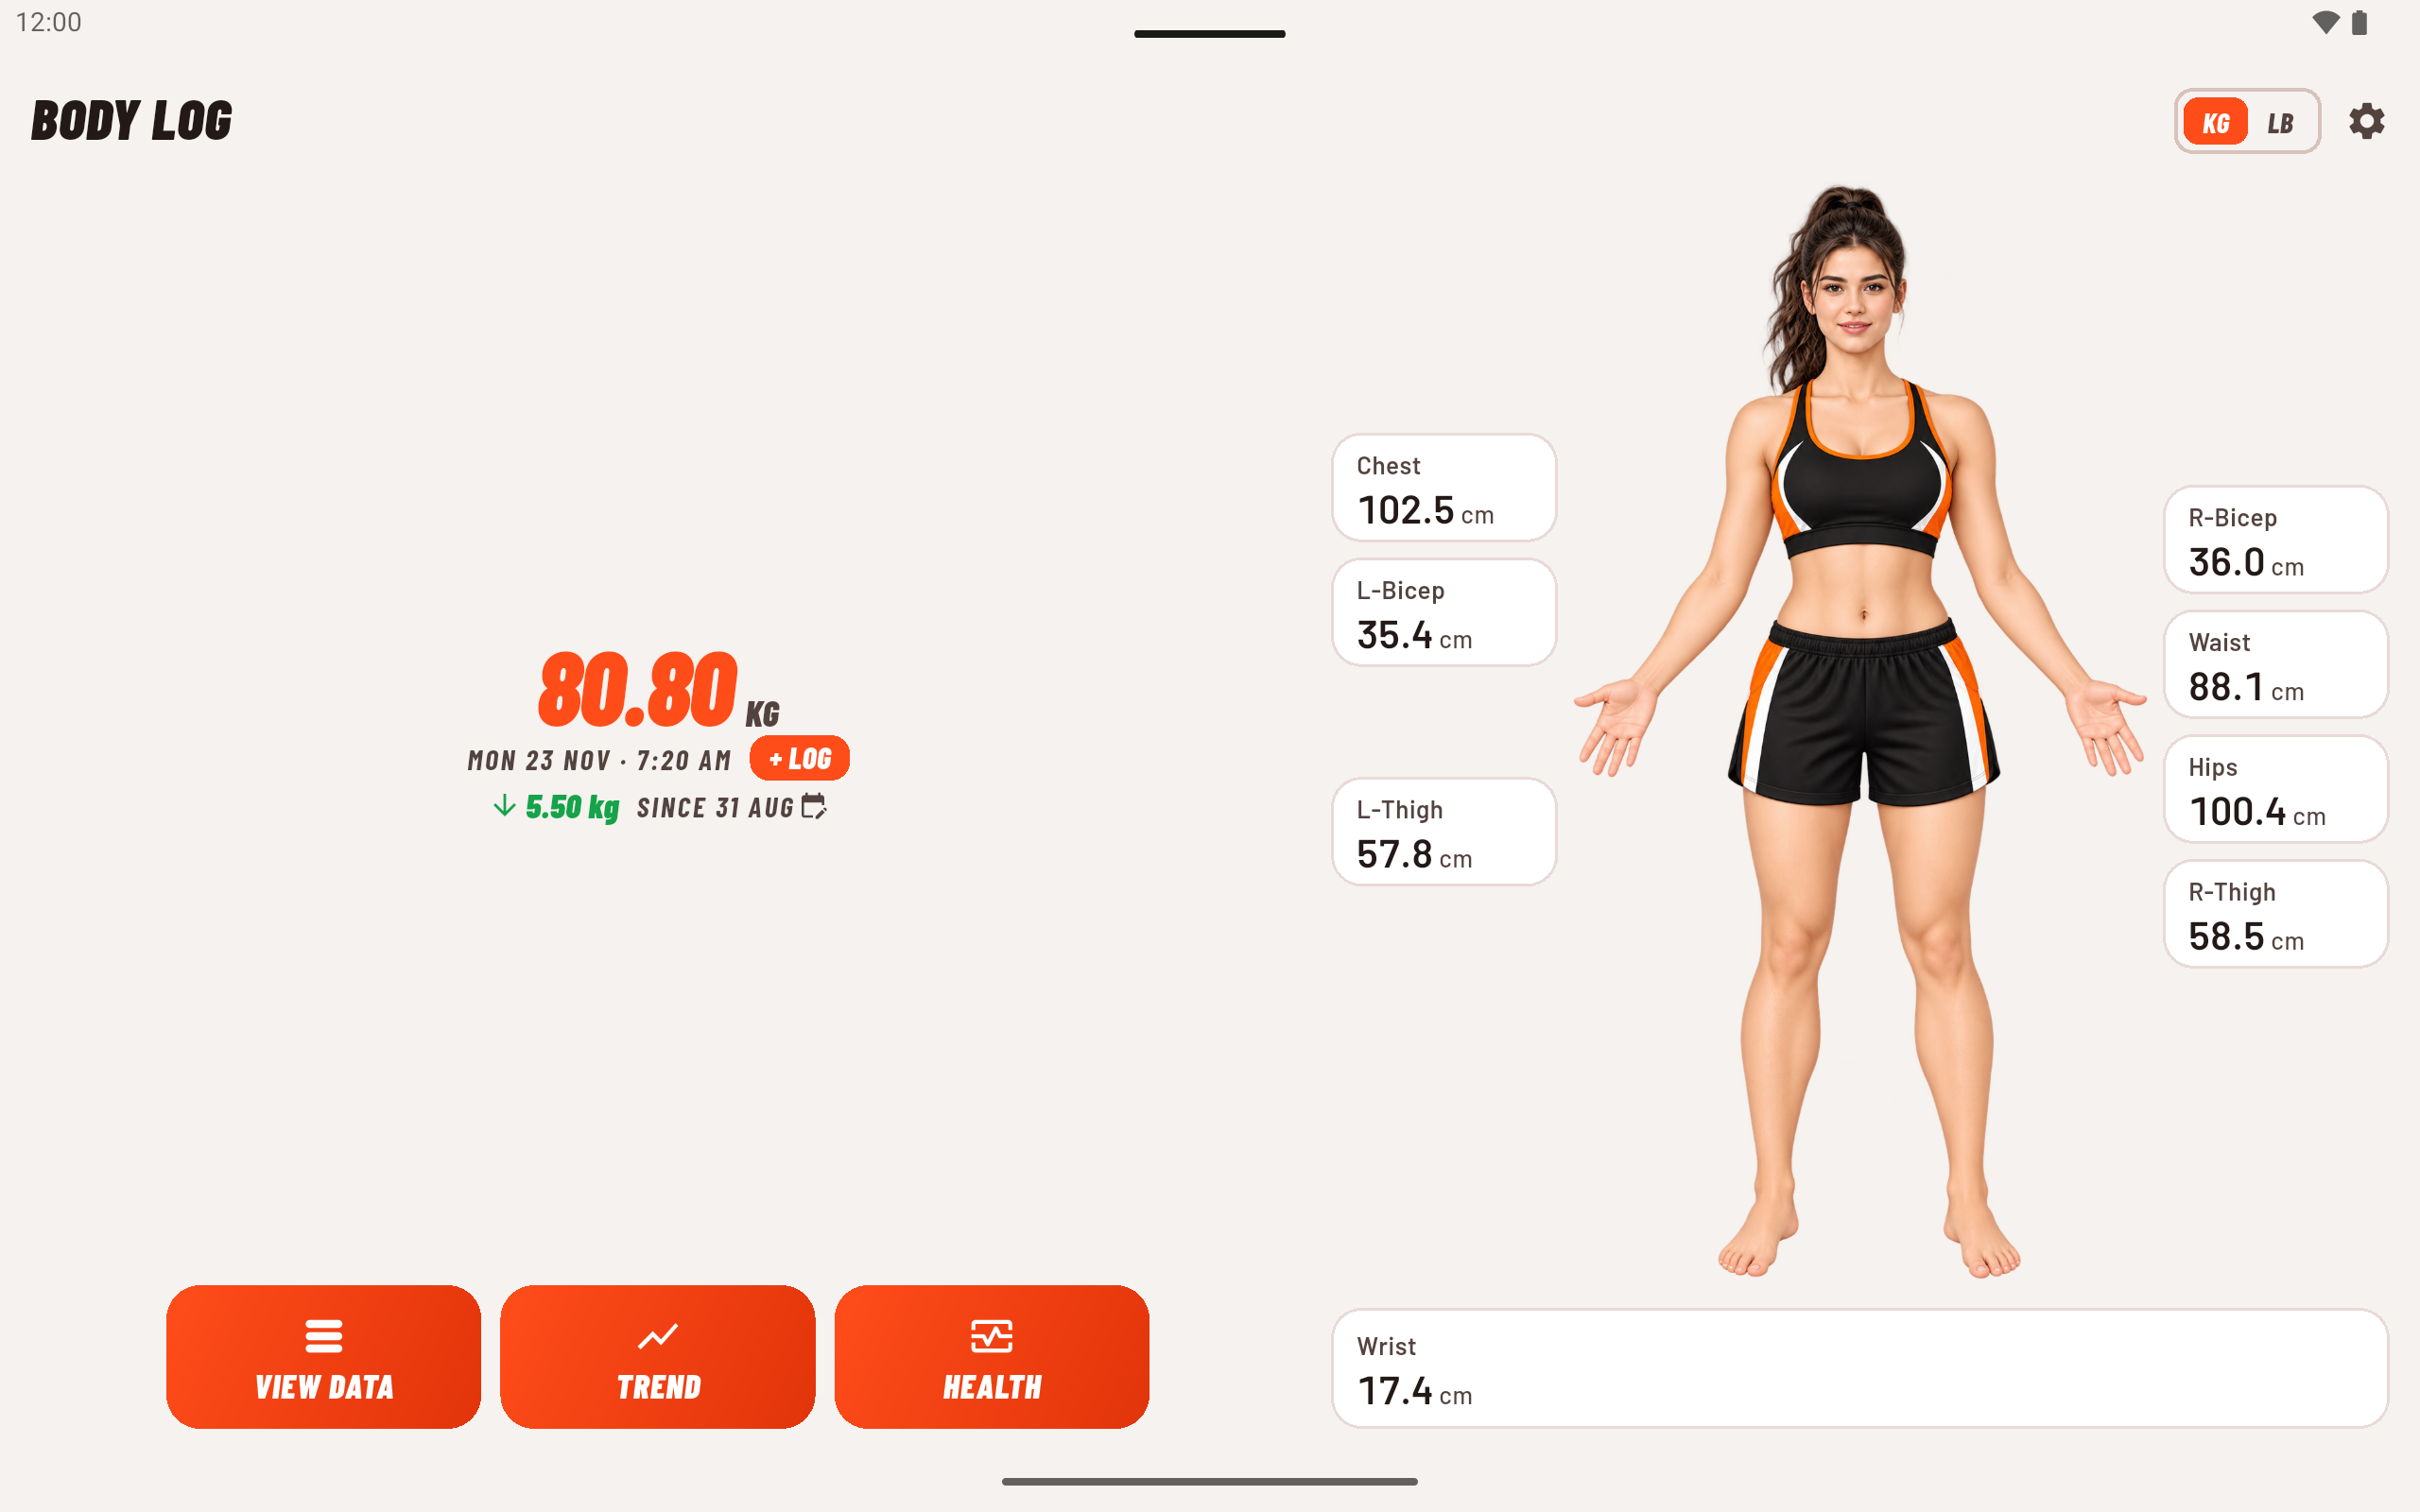 12:00
BODY LOG
KG LB
80.80 KG
MON 23 NOV · 7:20 AM + LOG
↓ 5.50 kg SINCE 31 AUG
VIEW DATA
TREND
HEALTH
Chest
102.5 cm
L-Bicep
35.4 cm
L-Thigh
57.8 cm
R-Bicep
36.0 cm
Waist
88.1 cm
Hips
100.4 cm
R-Thigh
58.5 cm
Wrist
17.4 cm